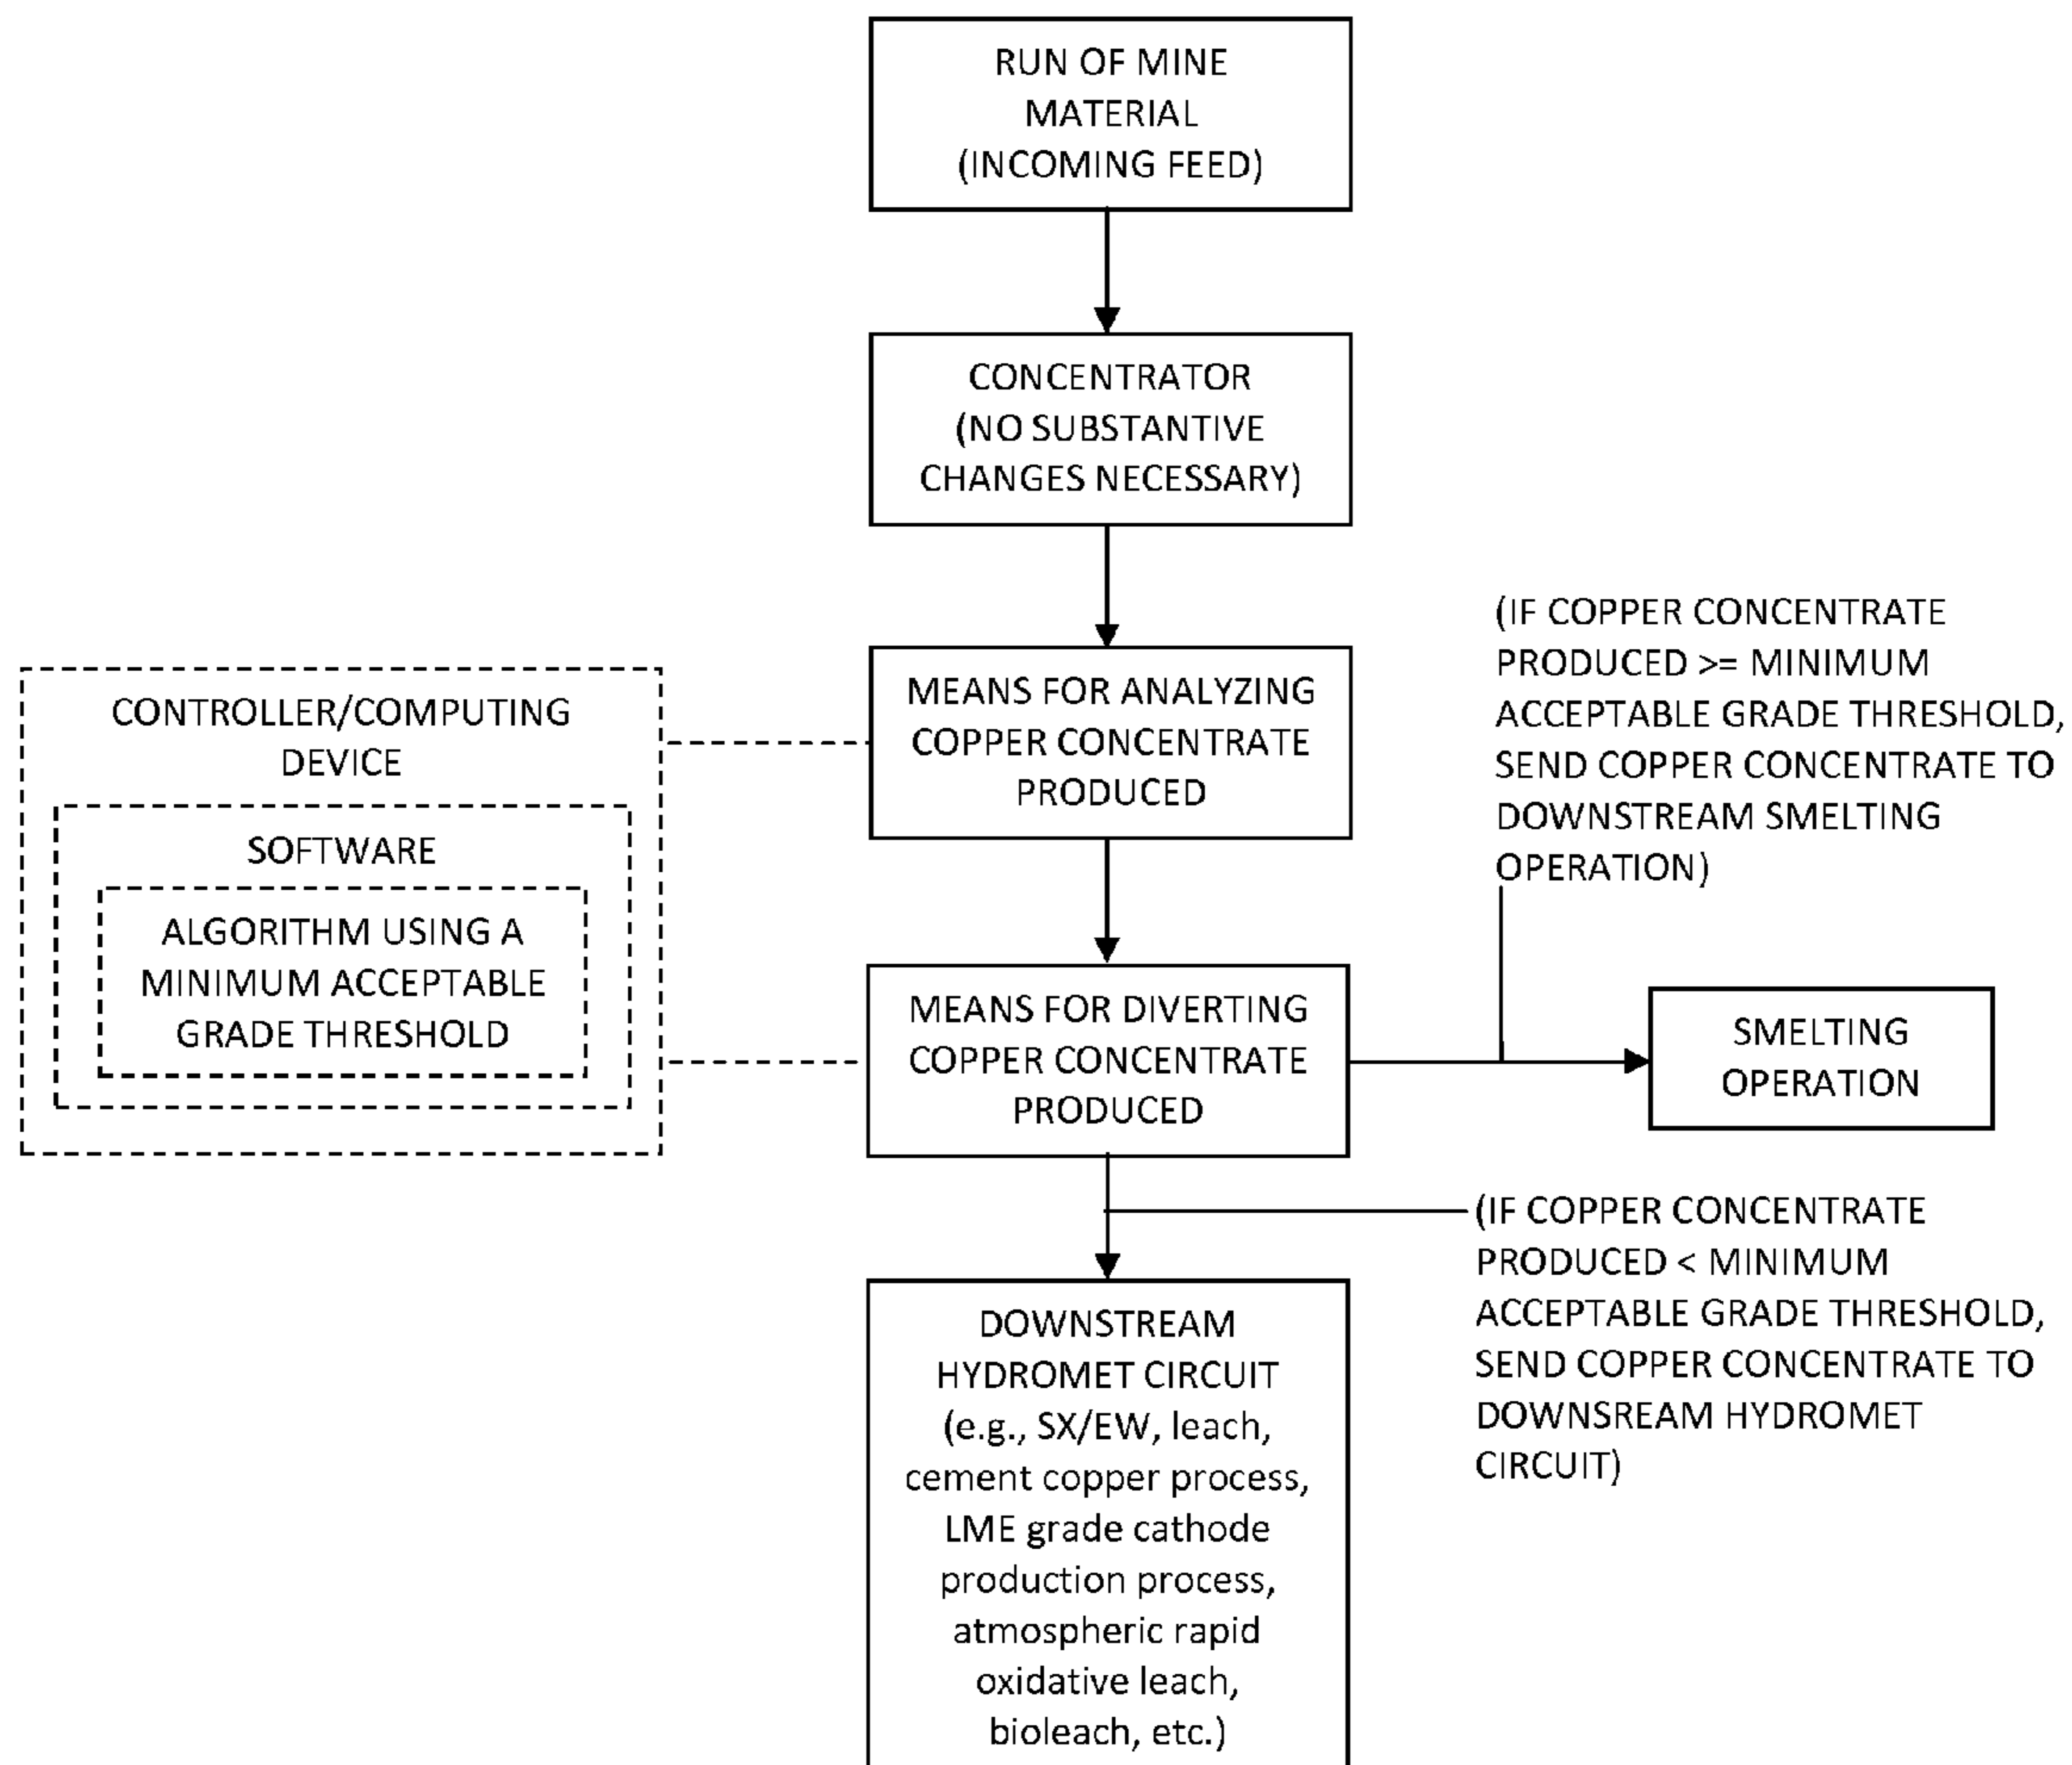 RUN OF MINE
MATERIAL
(INCOMING FEED)
CONCENTRATOR
(NO SUBSTANTIVE
CHANGES NECESSARY)
MEANS FOR ANALYZING
COPPER CONCENTRATE
PRODUCED
CONTROLLER/COMPUTING
DEVICE
SOFTWARE
ALGORITHM USING A
MINIMUM ACCEPTABLE
GRADE THRESHOLD
(IF COPPER CONCENTRATE
PRODUCED >= MINIMUM
ACCEPTABLE GRADE THRESHOLD,
SEND COPPER CONCENTRATE TO
DOWNSTREAM SMELTING
OPERATION)
MEANS FOR DIVERTING
COPPER CONCENTRATE
PRODUCED
SMELTING
OPERATION
(IF COPPER CONCENTRATE
PRODUCED < MINIMUM
ACCEPTABLE GRADE THRESHOLD,
SEND COPPER CONCENTRATE TO
DOWNSREAM HYDROMET
CIRCUIT)
DOWNSTREAM
HYDROMET CIRCUIT
(e.g., SX/EW, leach,
cement copper process,
LME grade cathode
production process,
atmospheric rapid
oxidative leach,
bioleach, etc.)